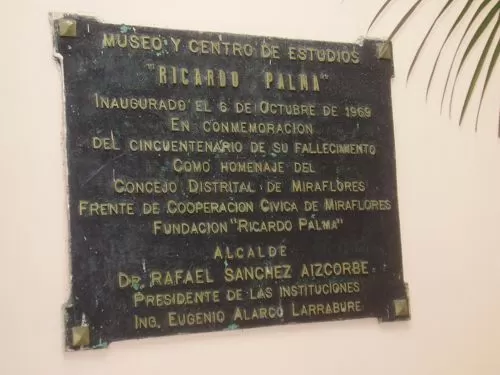 MUSEO Y CENTRO DE ESTUDIOS
"RICARDO PALMA"
INAUGURADO EL 6 DE OCTUBRE DE 1969
EN CONMEMORACION
DEL CINCUENTENARIO DE SU FALLECIMIENTO
COMO HOMENAJE DEL
CONCEJO DISTRITAL DE MIRAFLORES
FRENTE DE COOPERACION CIVICA DE MIRAFLORES
FUNDACION "RICARDO PALMA"
ALCALDE
DR. RAFAEL SANCHEZ AIZCORBE
PRESIDENTE DE LAS INSTITUCIONES
ING. EUGENIO ALARCO LARRABURE